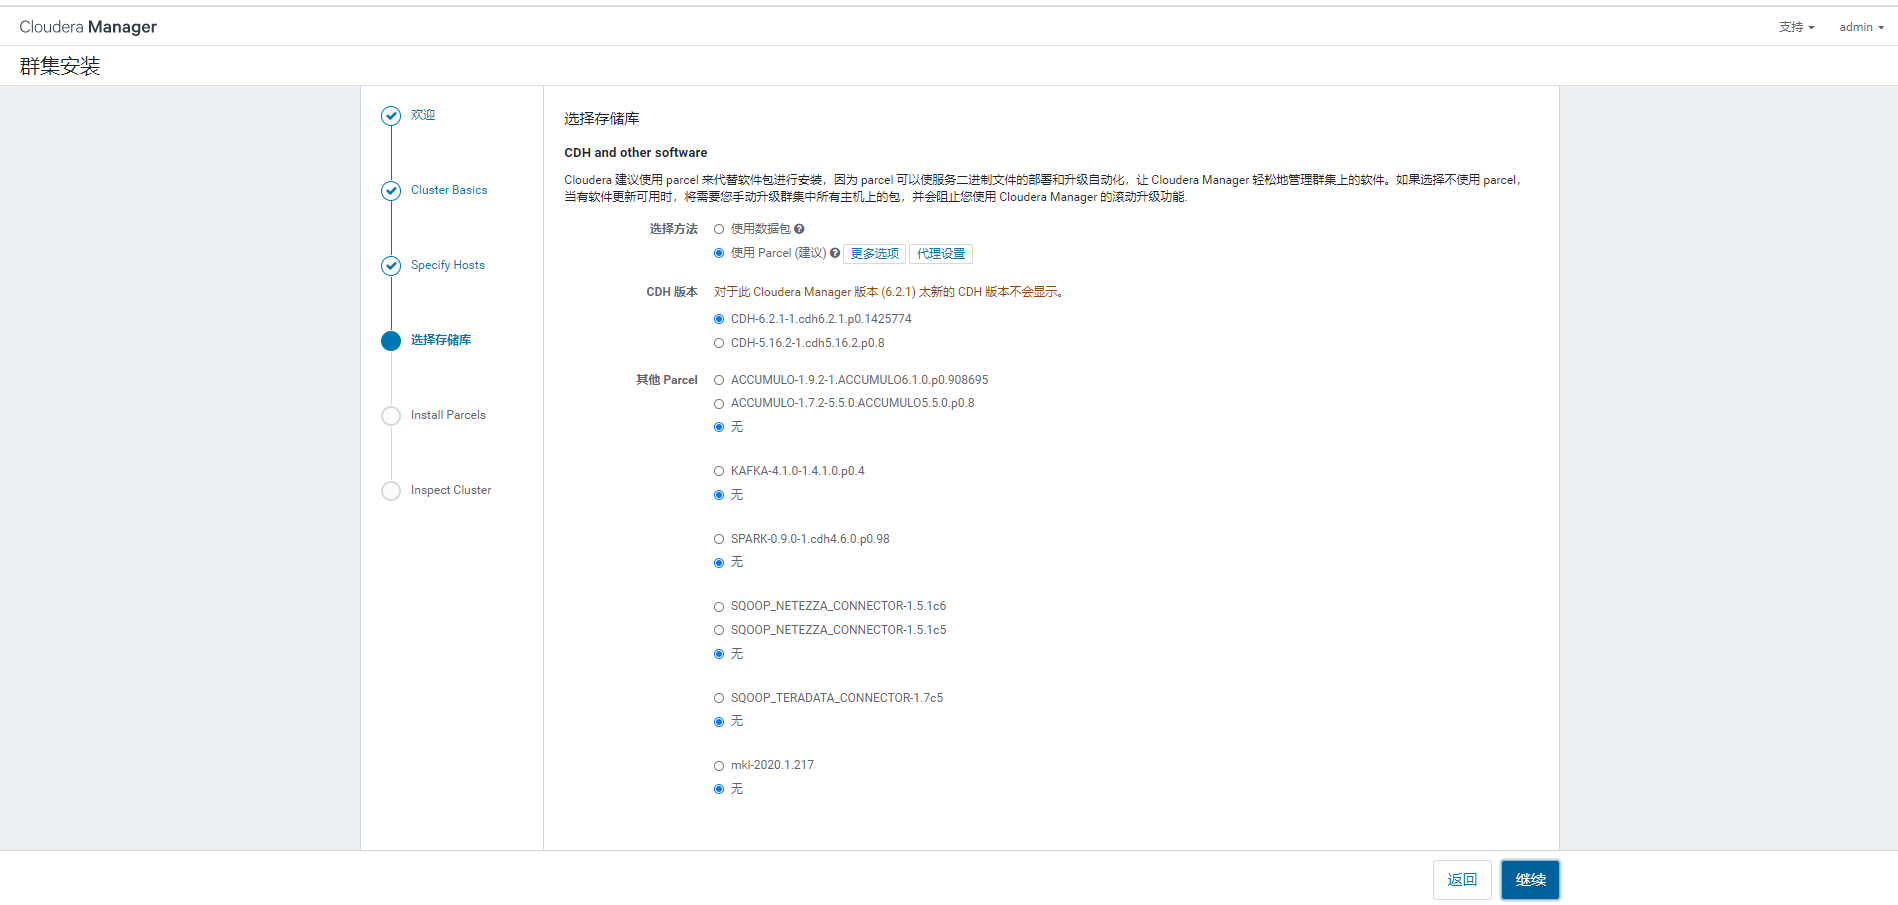 Cloudera Manager
支持
admin
群集安装
欢迎
Cluster Basics
Specify Hosts
选择存储库
Install Parcels
Inspect Cluster
选择存储库
CDH and other software
Cloudera 建议使用 parcel 来代替软件包进行安装，因为 parcel 可以使服务二进制文件的部署和升级自动化，让 Cloudera Manager 轻松地管理群集上的软件。如果选择不使用 parcel，
当有软件更新可用时，将需要您手动升级群集中所有主机上的包，并会阻止您使用 Cloudera Manager 的滚动升级功能.
选择方法 使用数据包
使用 Parcel (建议) 更多选项 代理设置
CDH 版本 对于此 Cloudera Manager 版本 (6.2.1) 太新的 CDH 版本不会显示。
CDH-6.2.1-1.cdh6.2.1.p0.1425774
CDH-5.16.2-1.cdh5.16.2.p0.8
其他 Parcel ACCUMULO-1.9.2-1.ACCUMULO6.1.0.p0.908695
ACCUMULO-1.7.2-5.5.0.ACCUMULO5.5.0.p0.8
无
KAFKA-4.1.0-1.4.1.0.p0.4
无
SPARK-0.9.0-1.cdh4.6.0.p0.98
无
SQOOP_NETEZZA_CONNECTOR-1.5.1c6
SQOOP_NETEZZA_CONNECTOR-1.5.1c5
无
SQOOP_TERADATA_CONNECTOR-1.7c5
无
mkl-2020.1.217
无
返回 继续